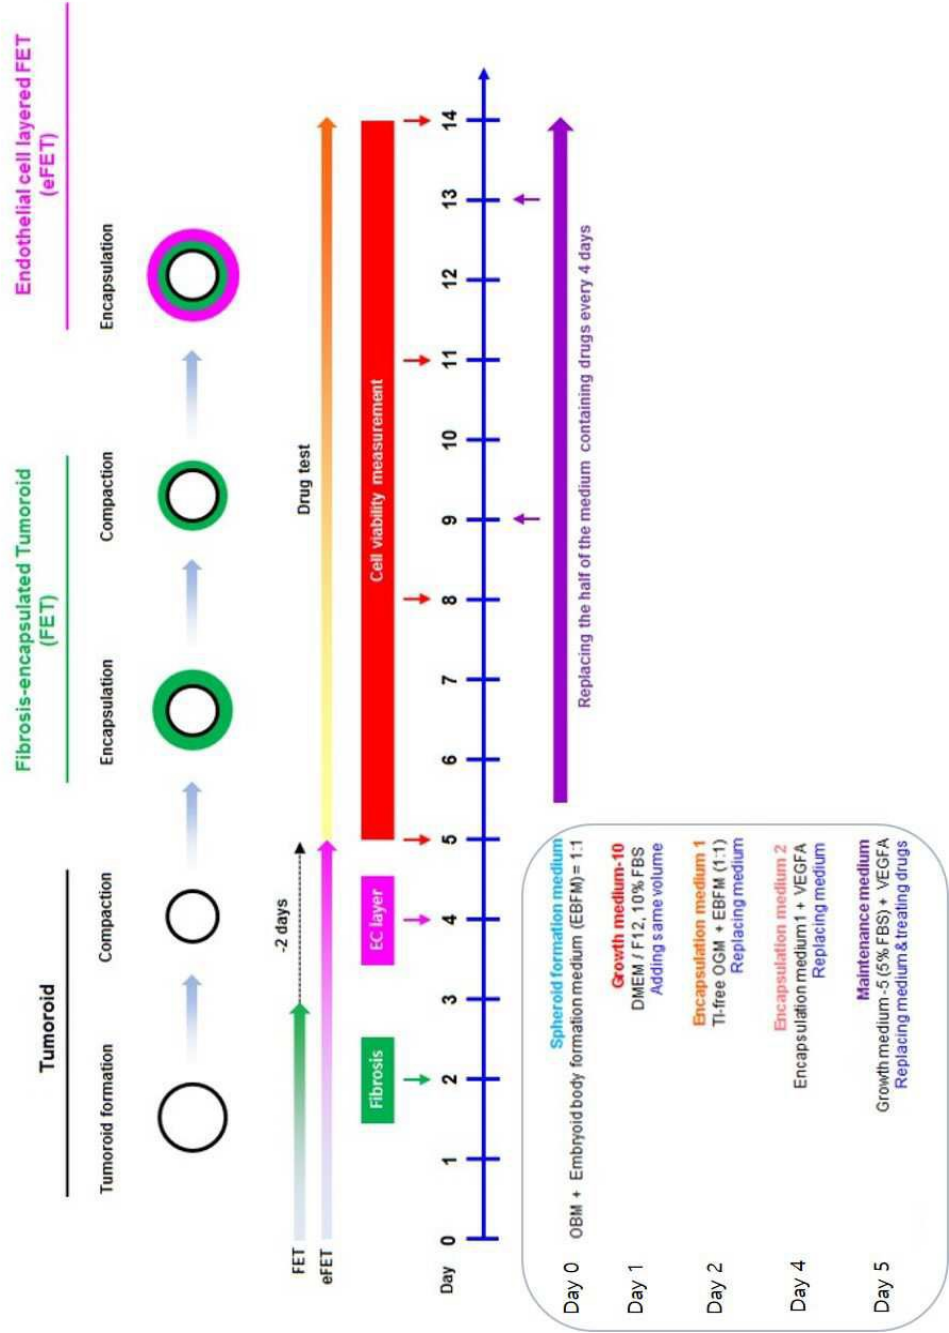 Tumoroid
Fibrosis-encapsulated Tumoroid
(FET)
Endothelial cell layered FET
(eFET)
Tumoroid formation
Compaction
Encapsulation
Compaction
Encapsulation
FET
-2 days
eFET
Drug test
Fibrosis
EC layer
Cell viability measurement
Day
0
1
2
3
4
5
6
7
8
9
10
11
12
13
14
Replacing the half of the medium containing drugs every 4 days
Day 0
Spheroid formation medium
OBM + Embryoid body formation medium (EBFM) = 1:1
Day 1
Growth medium-10
DMEM / F12, 10% FBS
Adding same volume
Day 2
Encapsulation medium 1
TI-free OGM + EBFM (1:1)
Replacing medium
Day 4
Encapsulation medium 2
Encapsulation medium1 + VEGFA
Replacing medium
Day 5
Maintenance medium
Growth medium -5 (5% FBS) + VEGFA
Replacing medium & treating drugs